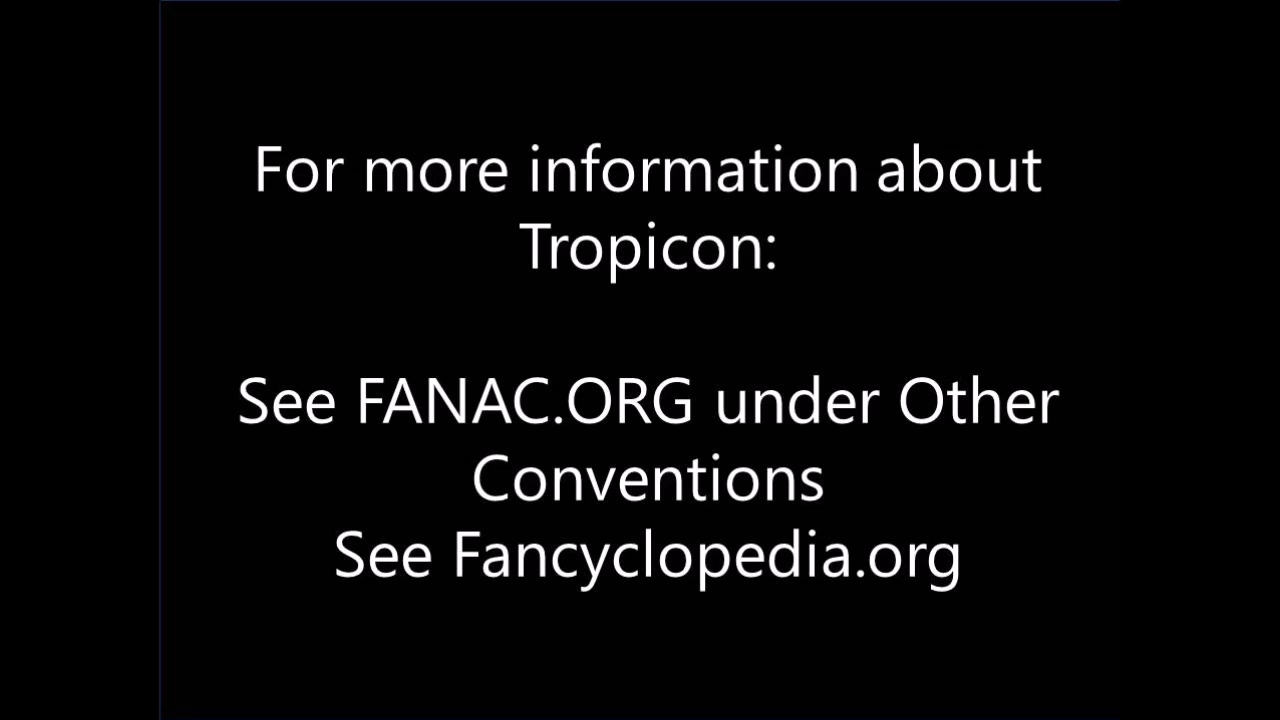 For more information about
Tropicon:
See FANAC.ORG under Other
Conventions
See Fancyclopedia.org